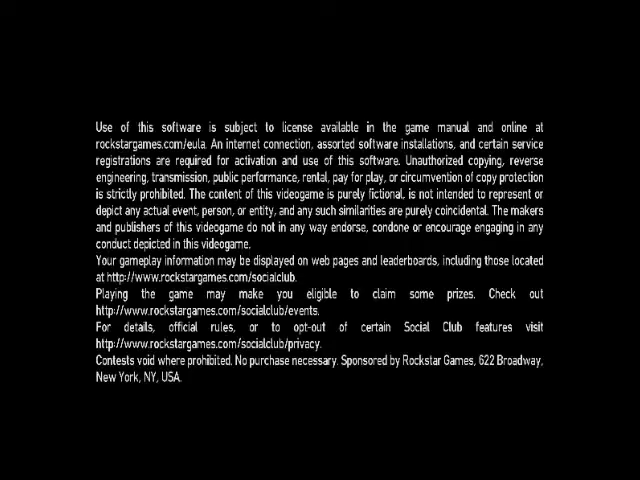 Use of this software is subject to license available in the game manual and online at
rockstargames.com/eula. An internet connection, assorted software installations, and certain service
registrations are required for activation and use of this software. Unauthorized copying, reverse
engineering, transmission, public performance, rental, pay for play, or circumvention of copy protection
is strictly prohibited. The content of this videogame is purely fictional, is not intended to represent or
depict any actual event, person, or entity, and any such similarities are purely coincidental. The makers
and publishers of this videogame do not in any way endorse, condone or encourage engaging in any
conduct depicted in this videogame.
Your gameplay information may be displayed on web pages and leaderboards, including those located
at http://www.rockstargames.com/socialclub.
Playing the game may make you eligible to claim some prizes. Check out
http://www.rockstargames.com/socialclub/events.
For details, official rules, or to opt-out of certain Social Club features visit
http://www.rockstargames.com/socialclub/privacy.
Contests void where prohibited. No purchase necessary. Sponsored by Rockstar Games, 622 Broadway,
New York, NY, USA.